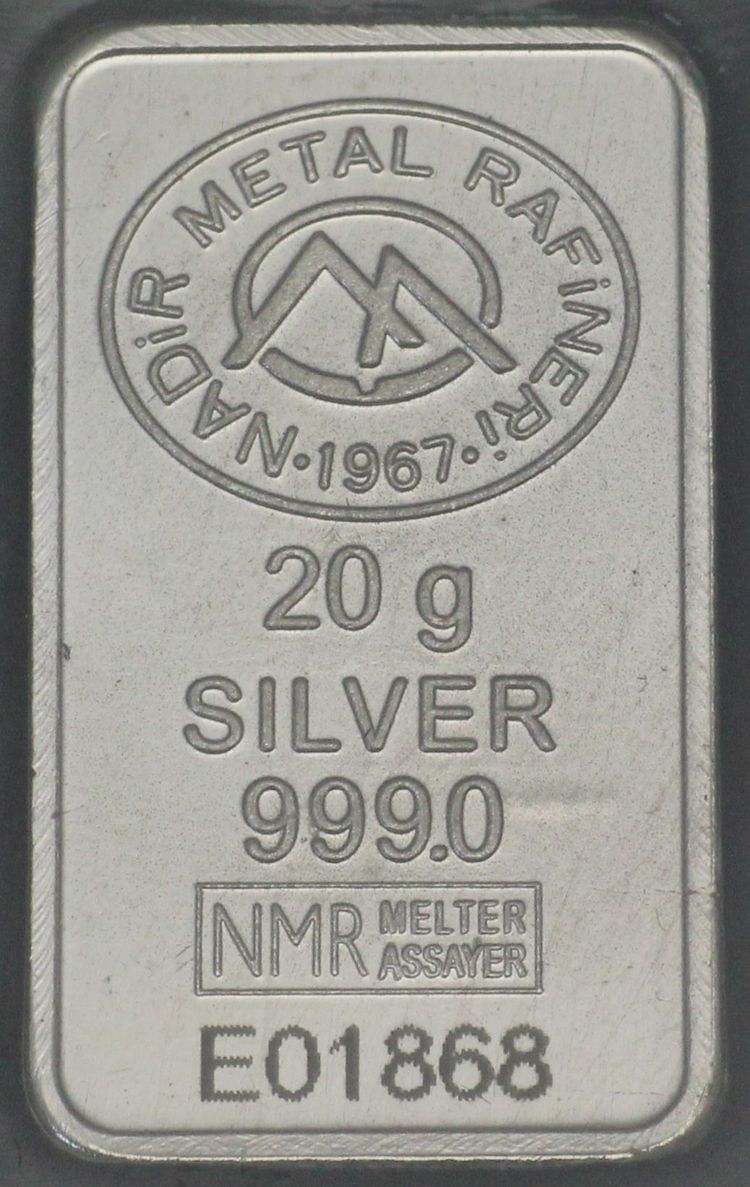 NADİR METAL RAFİNERİ
• 1967 •
20 g
SILVER
999.0
NMR MELTER
ASSAYER
E01868